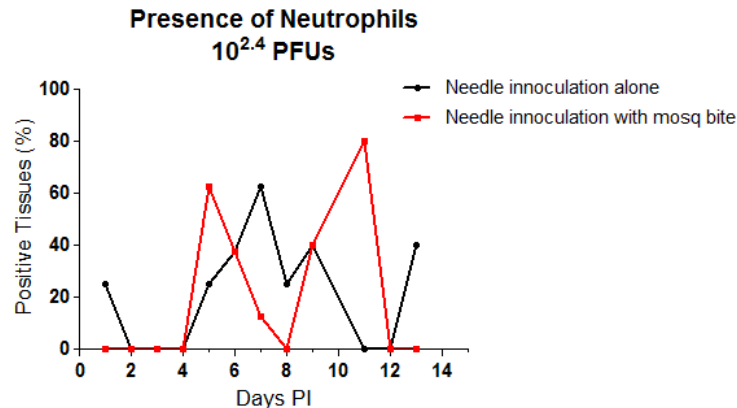 Presence of Neutrophils
10^2.4 PFUs
Needle innoculation alone
Needle innoculation with mosq bite
Positive Tissues (%)
100
80
60
40
20
0
0 2 4 6 8 10 12 14
Days PI